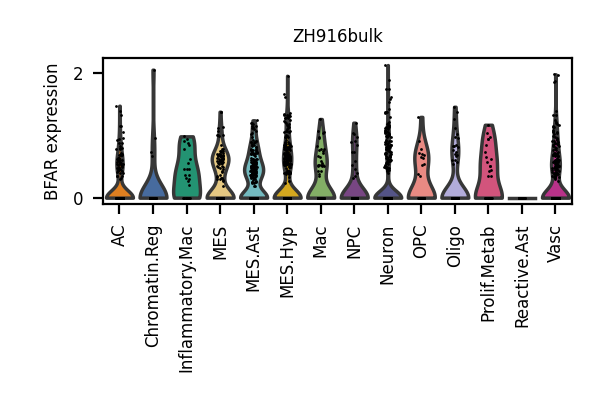 ZH916bulk
BFAR expression
2
0
AC
Chromatin.Reg
Inflammatory.Mac
MES
MES.Ast
MES.Hyp
Mac
NPC
Neuron
OPC
Oligo
Prolif.Metab
Reactive.Ast
Vasc